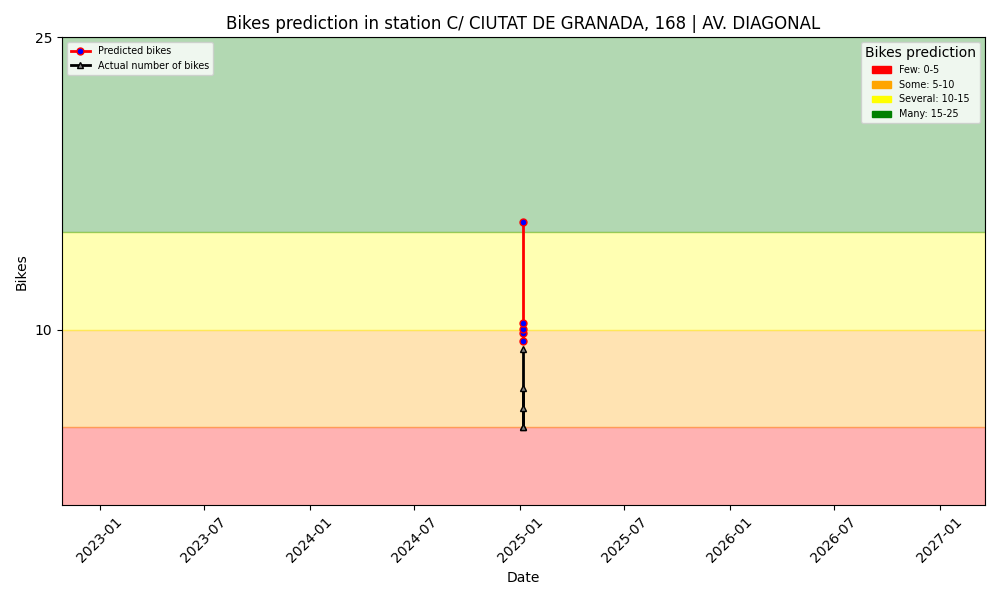 Bikes prediction in station C/ CIUTAT DE GRANADA, 168 | AV. DIAGONAL
25
10
Bikes
Predicted bikes
Actual number of bikes
Bikes prediction
Few: 0-5
Some: 5-10
Several: 10-15
Many: 15-25
2023-01
2023-07
2024-01
2024-07
2025-01
2025-07
2026-01
2026-07
2027-01
Date